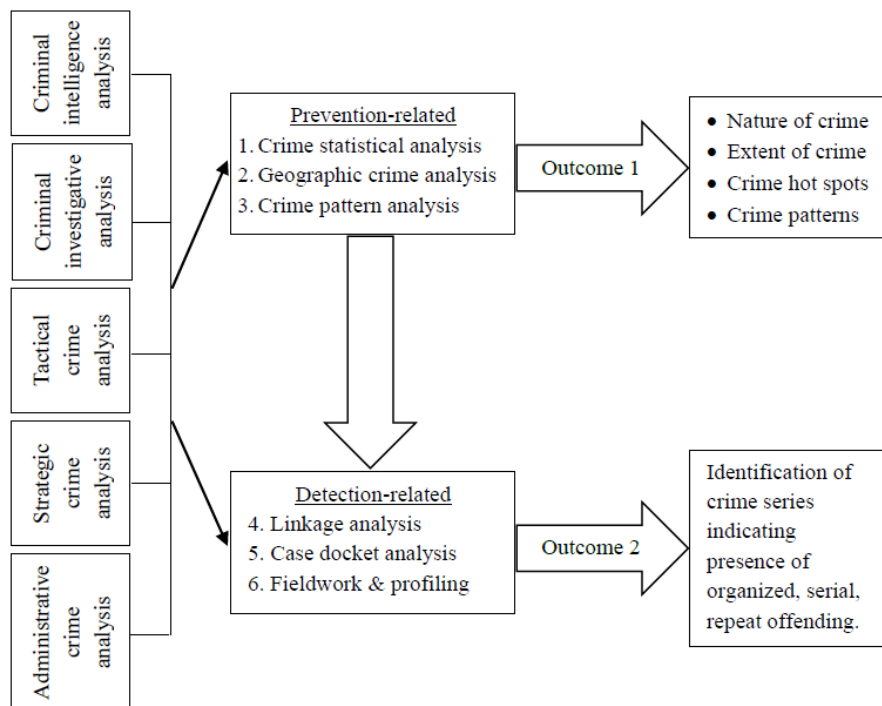 Criminal
intelligence
analysis
Criminal
investigative
analysis
Tactical
crime
analysis
Strategic
crime
analysis
Administrative
crime
analysis
Prevention-related
1. Crime statistical analysis
2. Geographic crime analysis
3. Crime pattern analysis
Outcome 1
• Nature of crime
• Extent of crime
• Crime hot spots
• Crime patterns
Detection-related
4. Linkage analysis
5. Case docket analysis
6. Fieldwork & profiling
Outcome 2
Identification of
crime series
indicating
presence of
organized, serial,
repeat offending.